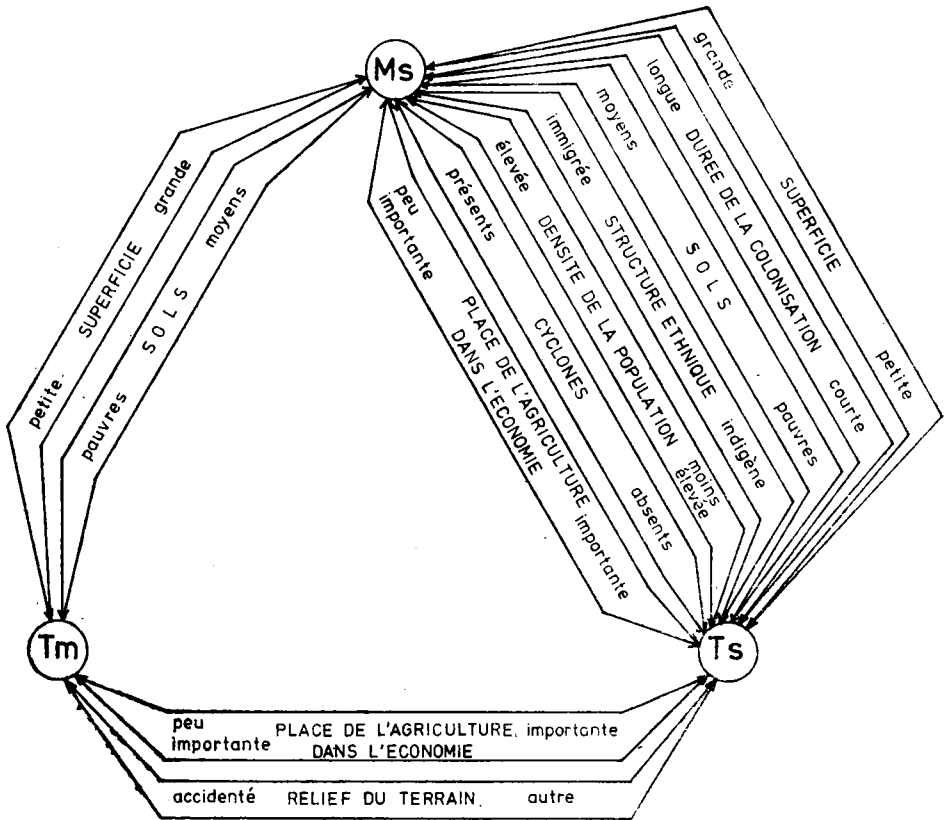 Ms
grande
SUPERFICIE
petite
moyens
SOLS
pauvres
peu importante
PLACE DE L'AGRICULTURE
DANS L'ECONOMIE
importante
présents
CYCLONES
absents
élevée
DENSITE DE LA POPULATION
moins
élevée
immigrée
STRUCTURE ETHNIQUE
indigène
moyens
SOLS
pauvres
longue
DUREE DE LA COLONISATION
courte
grande
SUPERFICIE
petite
Tm
Ts
peu
importante
PLACE DE L'AGRICULTURE
DANS L'ECONOMIE
importante
accidenté
RELIEF DU TERRAIN
autre